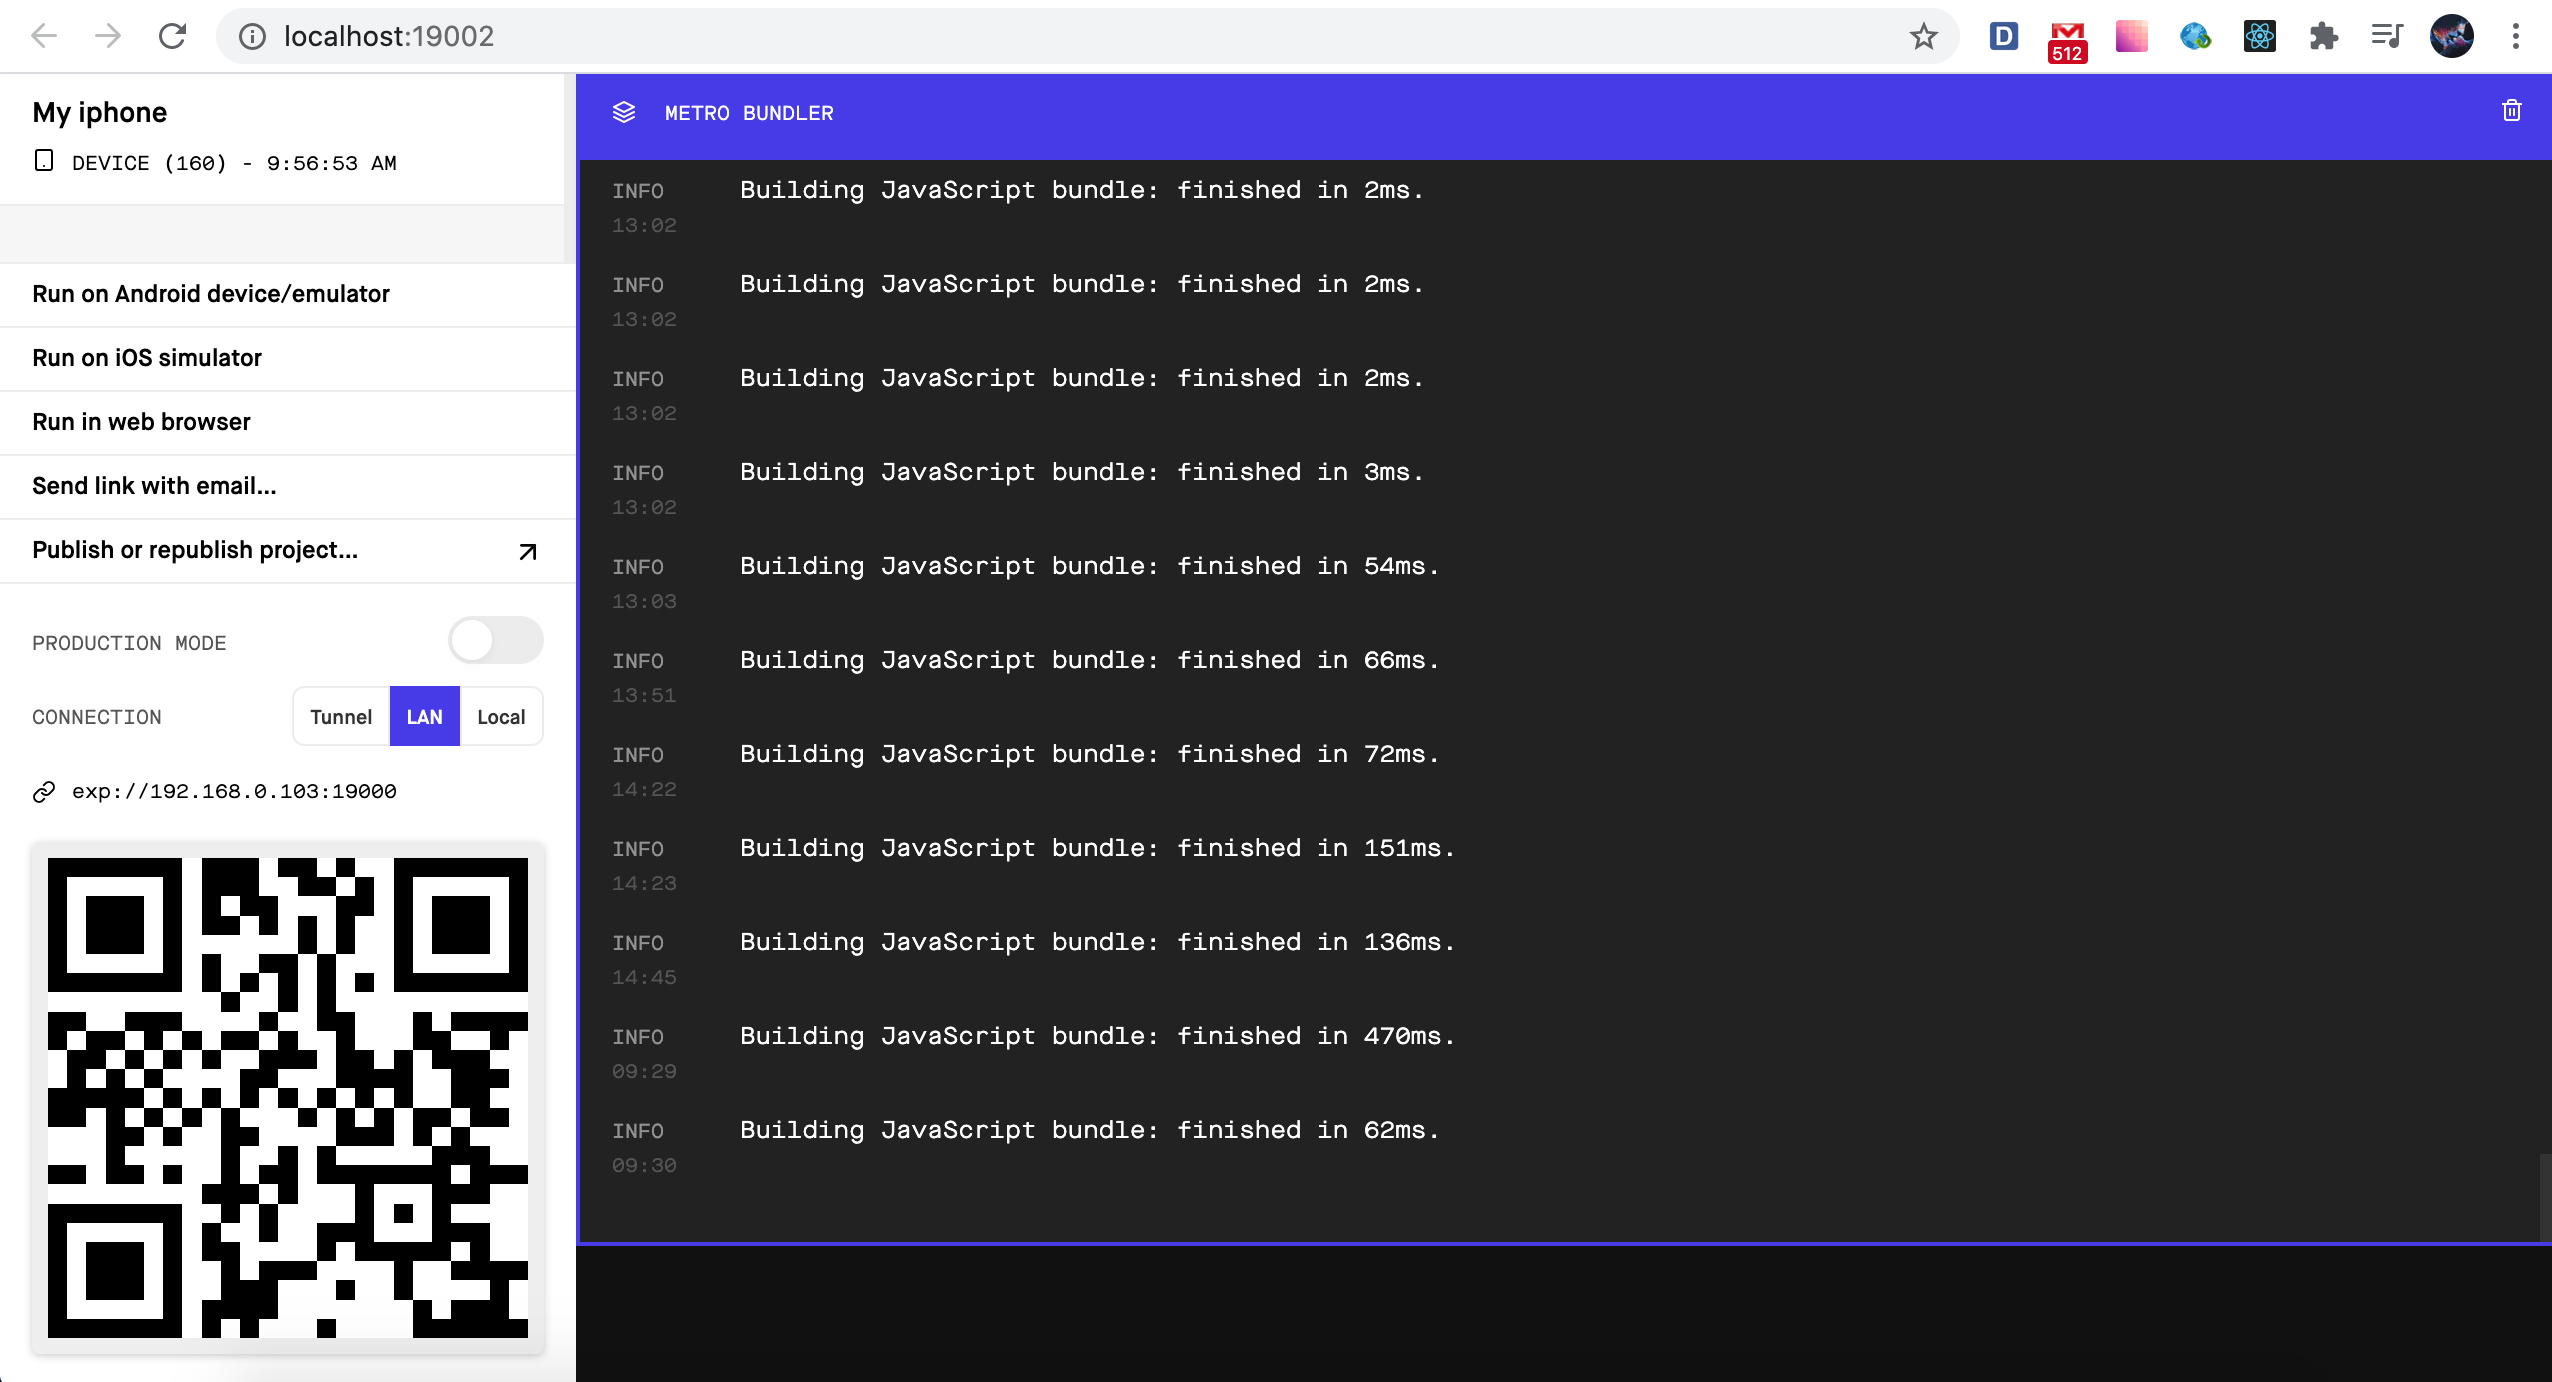 localhost:19002
D
512
My iphone
DEVICE (160) - 9:56:53 AM
Run on Android device/emulator
Run on iOS simulator
Run in web browser
Send link with email...
Publish or republish project...
PRODUCTION MODE
CONNECTION
Tunnel LAN Local
exp://192.168.0.103:19000
METRO BUNDLER
INFO Building JavaScript bundle: finished in 2ms.
13:02
INFO Building JavaScript bundle: finished in 2ms.
13:02
INFO Building JavaScript bundle: finished in 2ms.
13:02
INFO Building JavaScript bundle: finished in 3ms.
13:02
INFO Building JavaScript bundle: finished in 54ms.
13:03
INFO Building JavaScript bundle: finished in 66ms.
13:51
INFO Building JavaScript bundle: finished in 72ms.
14:22
INFO Building JavaScript bundle: finished in 151ms.
14:23
INFO Building JavaScript bundle: finished in 136ms.
14:45
INFO Building JavaScript bundle: finished in 470ms.
09:29
INFO Building JavaScript bundle: finished in 62ms.
09:30